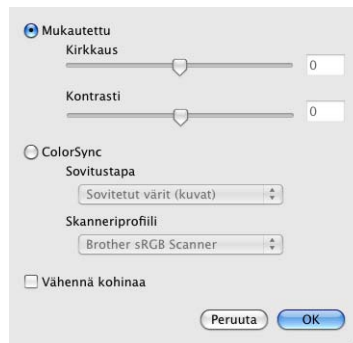 Mukautettu
Kirkkaus
0
Kontrasti
0
ColorSync
Sovitustapa
Sovitetut värit (kuvat)
Skanneriprofiili
Brother sRGB Scanner
Vähennä kohinaa
Peruuta OK